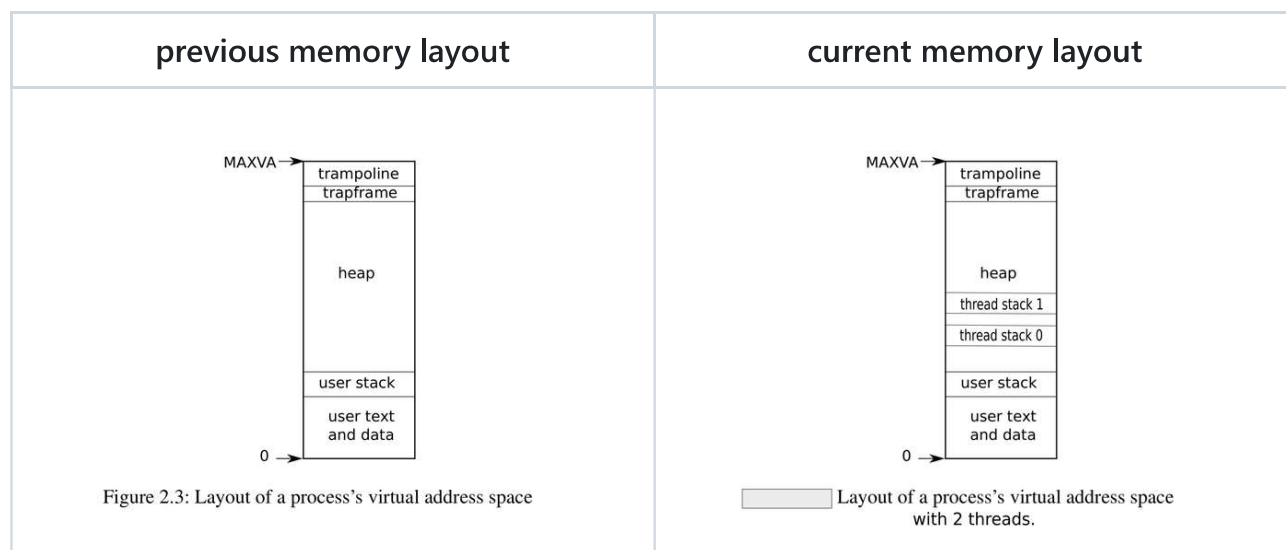 previous memory layout
current memory layout
MAXVA
trampoline
trapframe
heap
user stack
user text
and data
0
Figure 2.3: Layout of a process's virtual address space
MAXVA
trampoline
trapframe
heap
thread stack 1
thread stack 0
user stack
user text
and data
0
Layout of a process's virtual address space
with 2 threads.